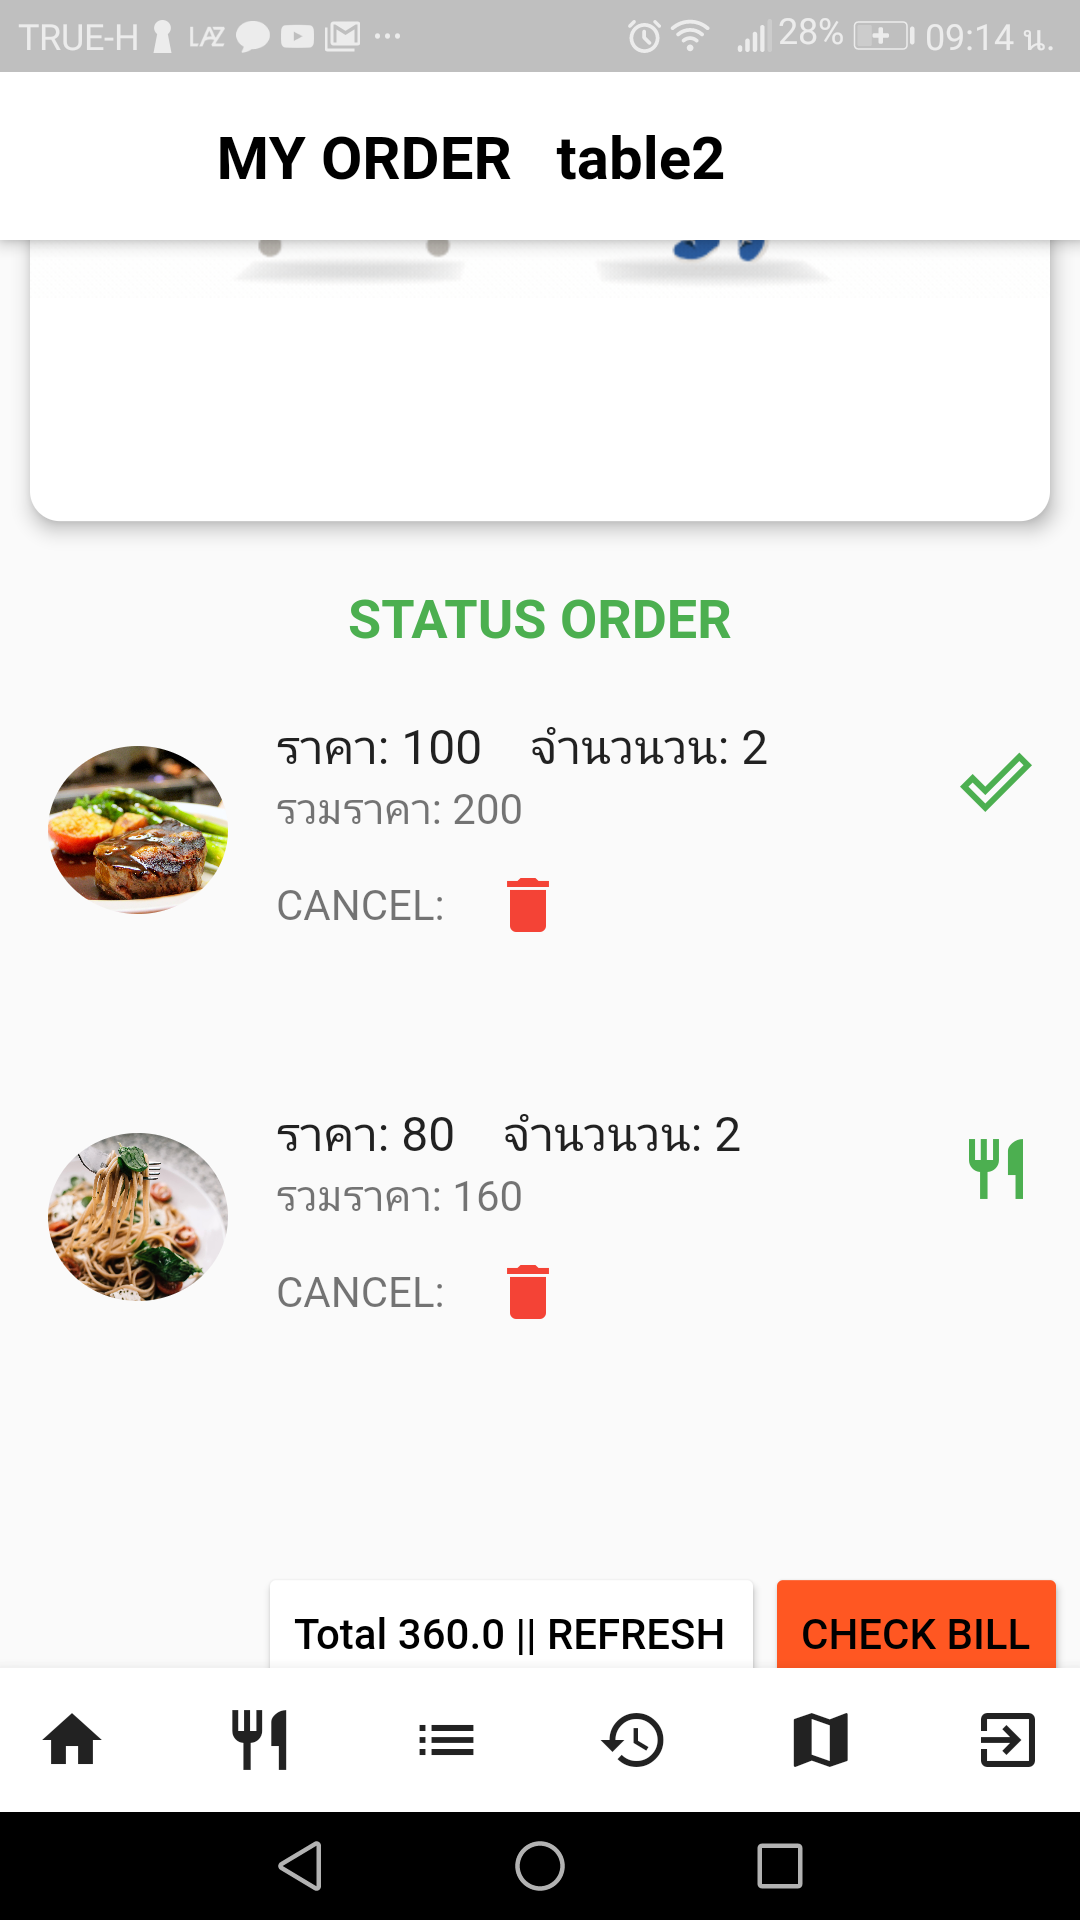 TRUE-H LAZ 28% 09:14 น.
MY ORDER table2
STATUS ORDER
ราคา: 100 จำนวนวน: 2
รวมราคา: 200
CANCEL:
ราคา: 80 จำนวนวน: 2
รวมราคา: 160
CANCEL:
Total 360.0 || REFRESH
CHECK BILL